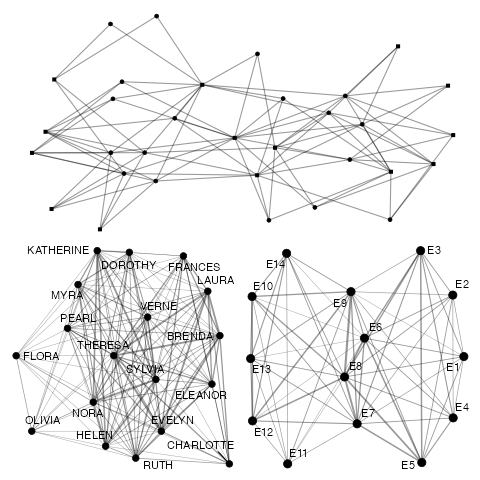 KATHERINE
DOROTHY
FRANCES
LAURA
MYRA
VERNE
PEARL
BRENDA
THERESA
FLORA
SYLVIA
ELEANOR
NORA
OLIVIA
EVELYN
HELEN
CHARLOTTE
RUTH
E3
E14
E10
E2
E9
E6
E13
E1
E8
E7
E4
E12
E11
E5